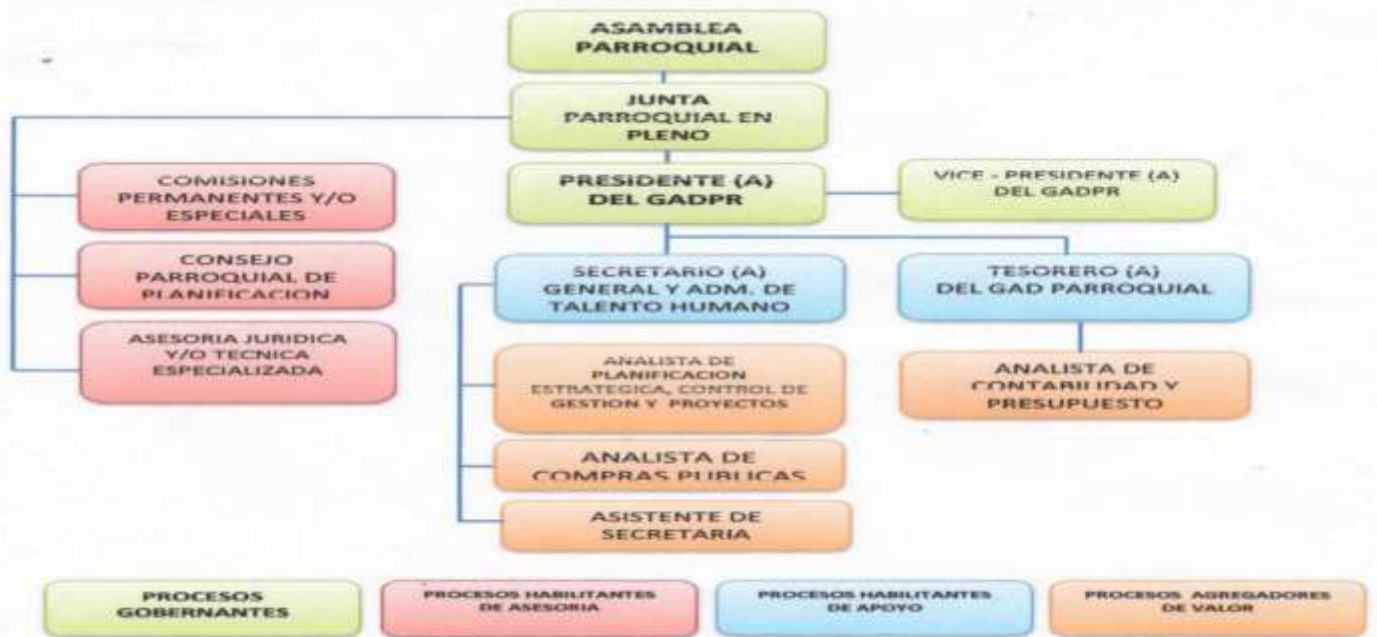 ASAMBLEA
PARROQUIAL
JUNTA
PARROQUIAL EN
PLENO
PRESIDENTE (A)
DEL GADPR
VICE - PRESIDENTE (A)
DEL GADPR
COMISIONES
PERMANENTES Y/O
ESPECIALES
CONSEJO
PARROQUIAL DE
PLANIFICACION
ASESORIA JURIDICA
Y/O TECNICA
ESPECIALIZADA
SECRETARIO (A)
GENERAL Y ADM. DE
TALENTO HUMANO
TESORERO (A)
DEL GAD PARROQUIAL
ANALISTA DE
PLANIFICACION
ESTRATEGICA, CONTROL DE
GESTION Y PROYECTOS
ANALISTA DE
CONTABILIDAD Y
PRESUPUESTO
ANALISTA DE
COMPRAS PUBLICAS
ASISTENTE DE
SECRETARIA
PROCESOS
GOBERNANTES
PROCESOS HABILITANTES
DE ASESORIA
PROCESOS HABILITANTES
DE APOYO
PROCESOS AGREGADORES
DE VALOR